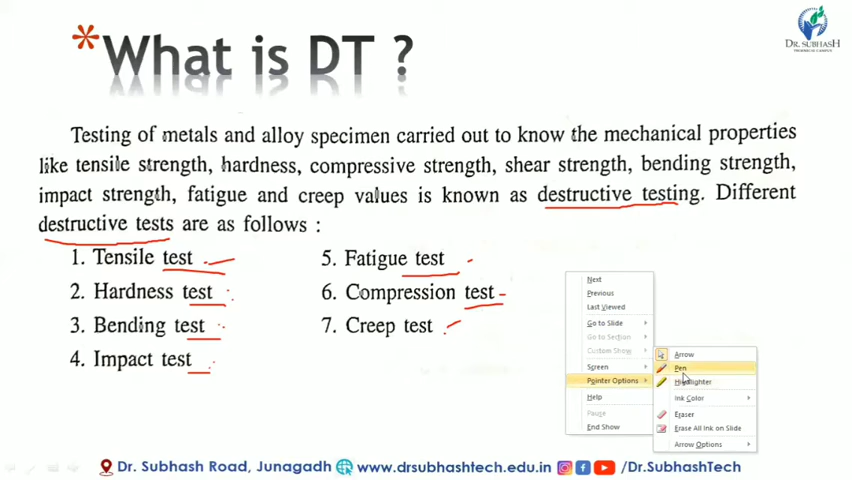 *What is DT ?
DR. SUBHASH
Testing of metals and alloy specimen carried out to know the mechanical properties
like tensile strength, hardness, compressive strength, shear strength, bending strength,
impact strength, fatigue and creep values is known as destructive testing. Different
destructive tests are as follows :
1. Tensile test
2. Hardness test
3. Bending test
4. Impact test
5. Fatigue test
6. Compression test
7. Creep test
Next
Previous
Last Viewed
Go to Slide
Go to Section
Custom Show
Screen
Pointer Options
Help
Pause
End Show
Arrow
Pen
Highlighter
Ink Color
Eraser
Erase All Ink on Slide
Arrow Options
Dr. Subhash Road, Junagadh www.drsubhashtech.edu.in /Dr.SubhashTech